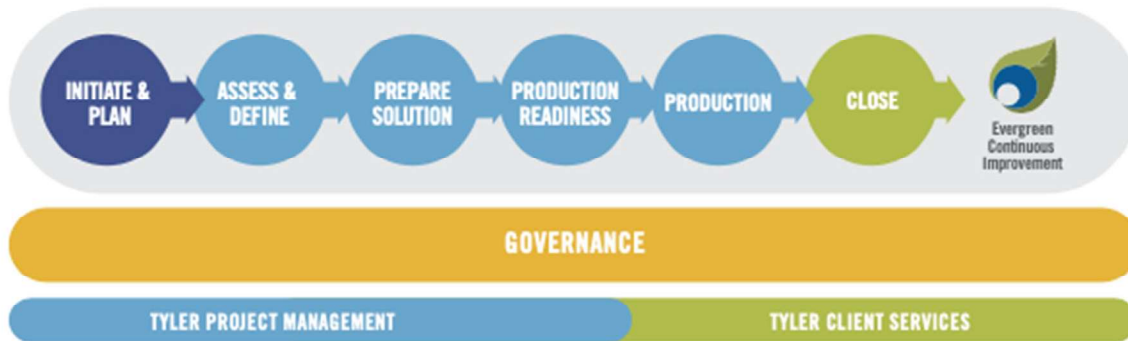 INITIATE &
PLAN
ASSESS &
DEFINE
PREPARE
SOLUTION
PRODUCTION
READINESS
PRODUCTION
CLOSE
Evergreen
Continuous
Improvement
GOVERNANCE
TYLER PROJECT MANAGEMENT
TYLER CLIENT SERVICES